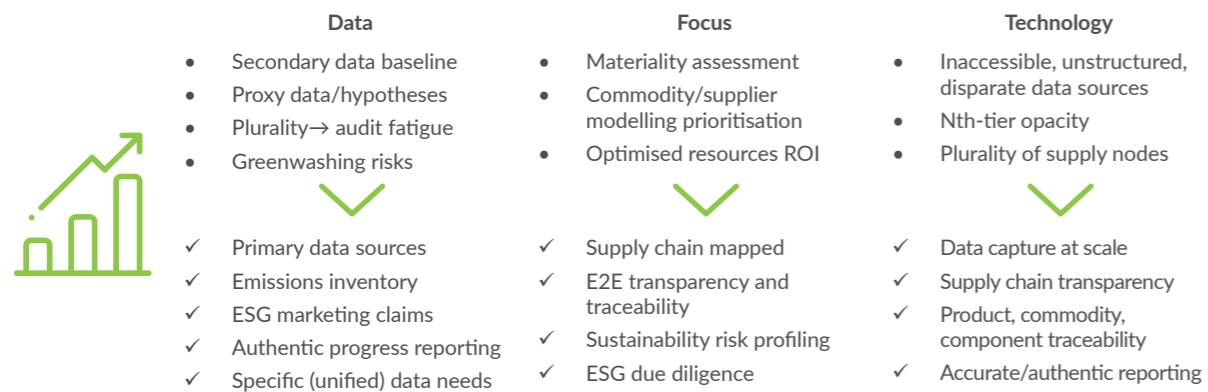 Data
• Secondary data baseline
• Proxy data/hypotheses
• Plurality→ audit fatigue
• Greenwashing risks
✓ Primary data sources
✓ Emissions inventory
✓ ESG marketing claims
✓ Authentic progress reporting
✓ Specific (unified) data needs
Focus
• Materiality assessment
• Commodity/supplier
modelling prioritisation
• Optimised resources ROI
✓ Supply chain mapped
✓ E2E transparency and
traceability
✓ Sustainability risk profiling
✓ ESG due diligence
Technology
• Inaccessible, unstructured,
disparate data sources
• Nth-tier opacity
• Plurality of supply nodes
✓ Data capture at scale
✓ Supply chain transparency
✓ Product, commodity,
component traceability
✓ Accurate/authentic reporting